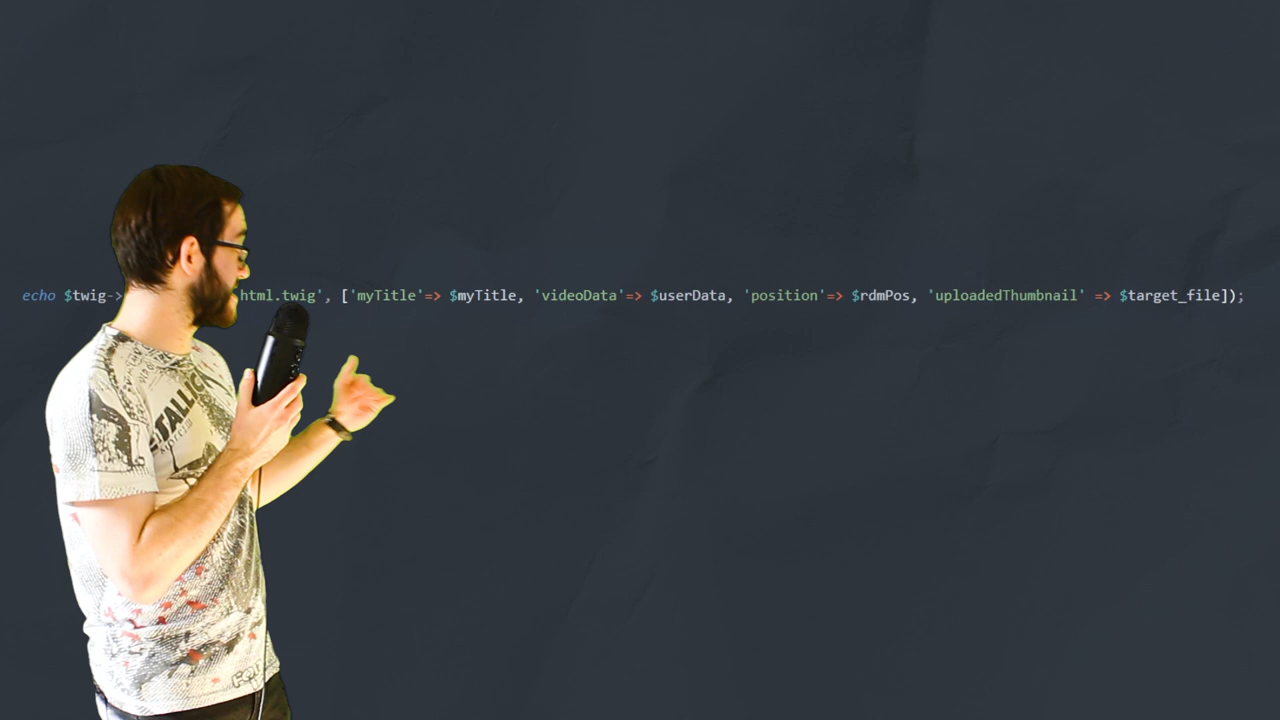 echo $twig-> html.twig', ['myTitle'=> $myTitle, 'videoData'=> $userData, 'position'=> $rdmPos, 'uploadedThumbnail' => $target_file]);